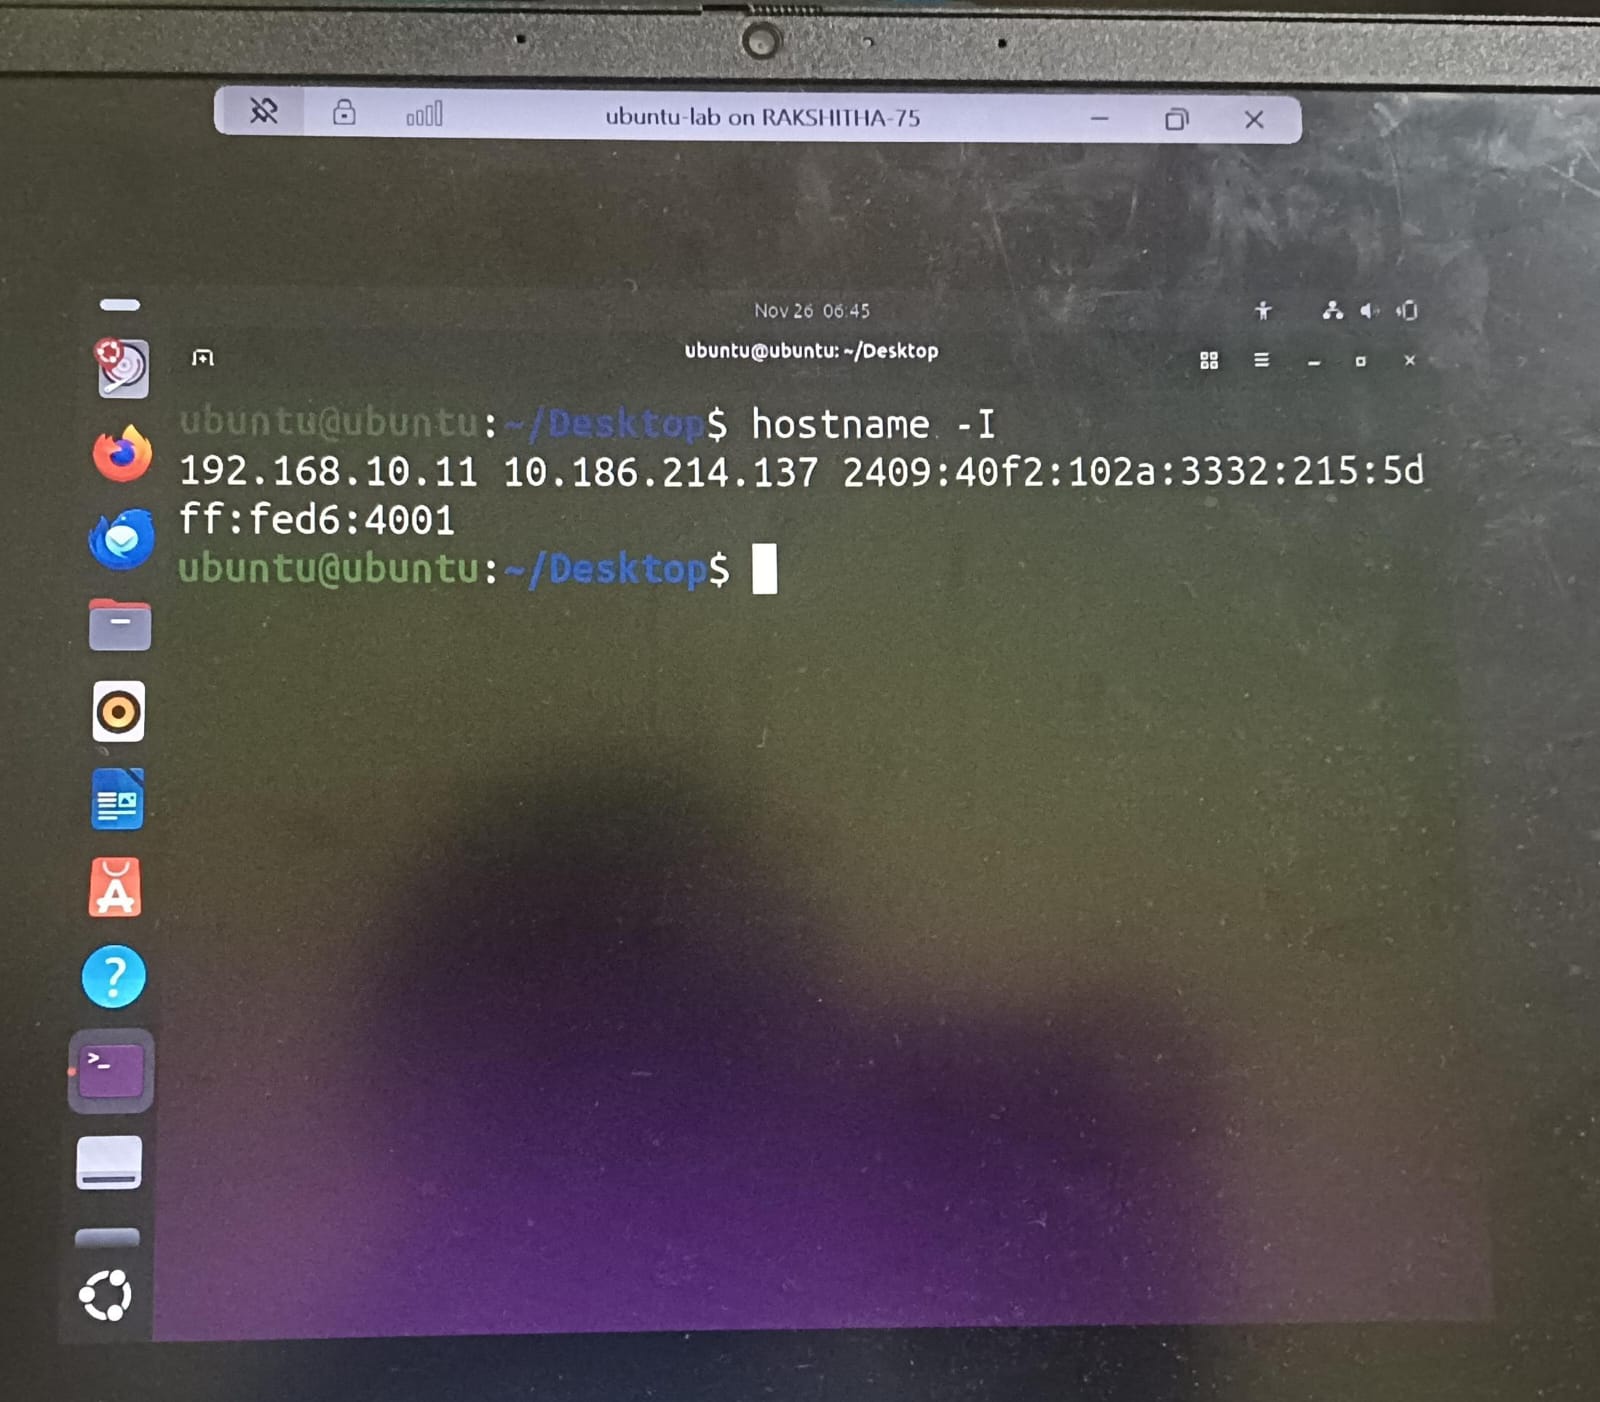 ubuntu-lab on RAKSHITHA-75
Nov 26 06:45
ubuntu@ubuntu: ~/Desktop
ubuntu@ubuntu:~/Desktop$ hostname -I
192.168.10.11 10.186.214.137 2409:40f2:102a:3332:215:5d
ff:fed6:4001
ubuntu@ubuntu:~/Desktop$